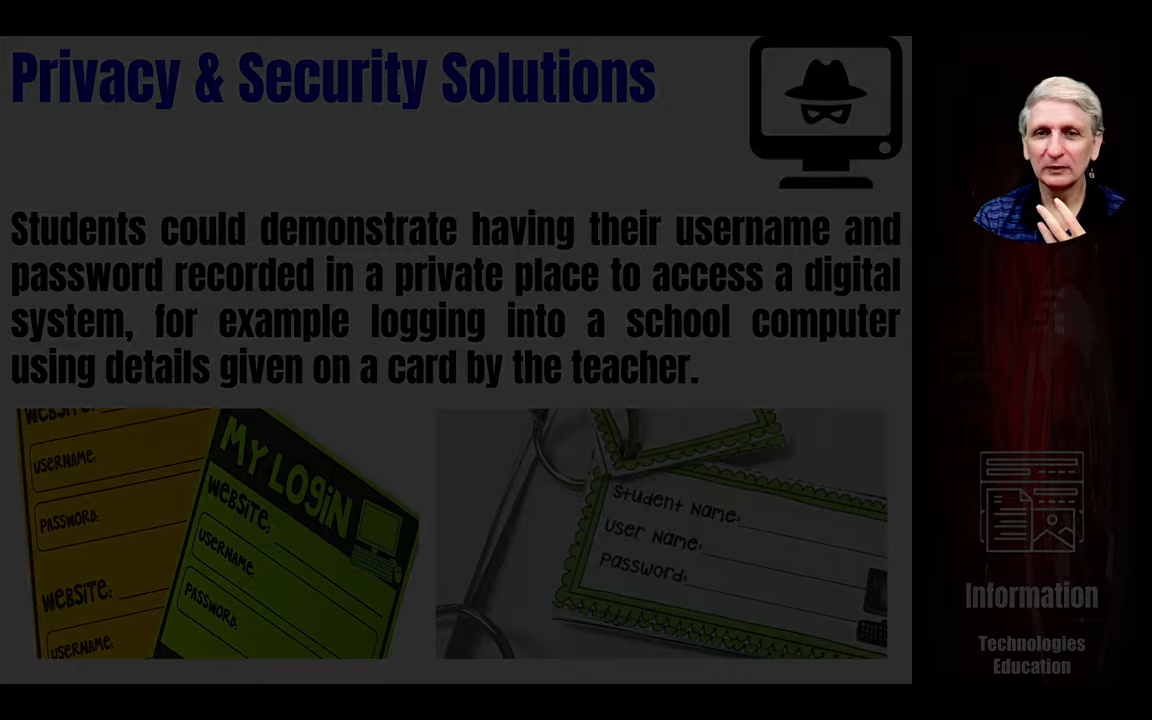 Privacy & Security Solutions
Students could demonstrate having their username and
password recorded in a private place to access a digital
system, for example logging into a school computer
using details given on a card by the teacher.
WEBSITE:
USERNAME:
PASSWORD:
WEBSITE:
USERNAME:
MY LOGiN
WEBSITE:
USERNAME:
PASSWORD:
Student Name:
User Name:
Password:
Information
Technologies
Education